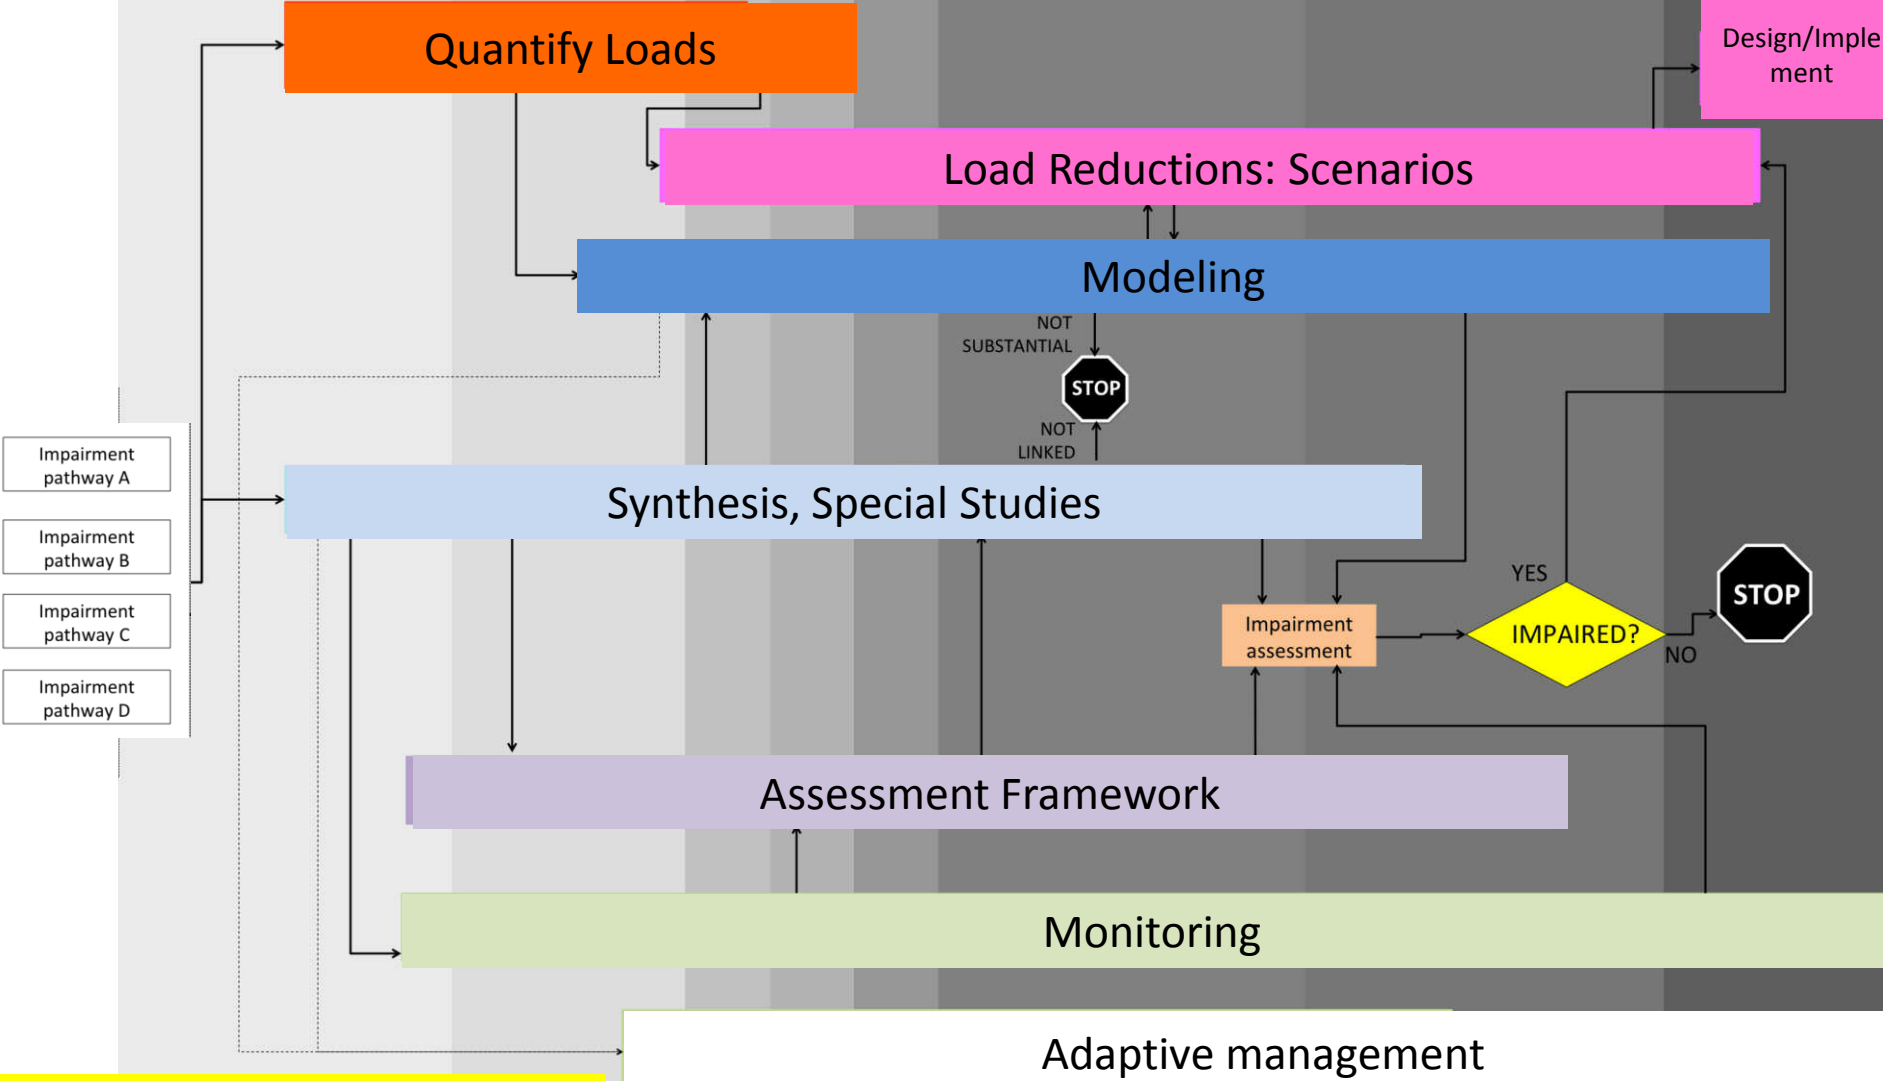 Quantify Loads
Design/Imple
ment
Load Reductions: Scenarios
Modeling
NOT
SUBSTANTIAL
STOP
NOT
LINKED
Impairment
pathway A
Synthesis, Special Studies
Impairment
pathway B
Impairment
pathway C
Impairment
pathway D
YES
STOP
Impairment
assessment
IMPAIRED?
NO
Assessment Framework
Monitoring
Adaptive management